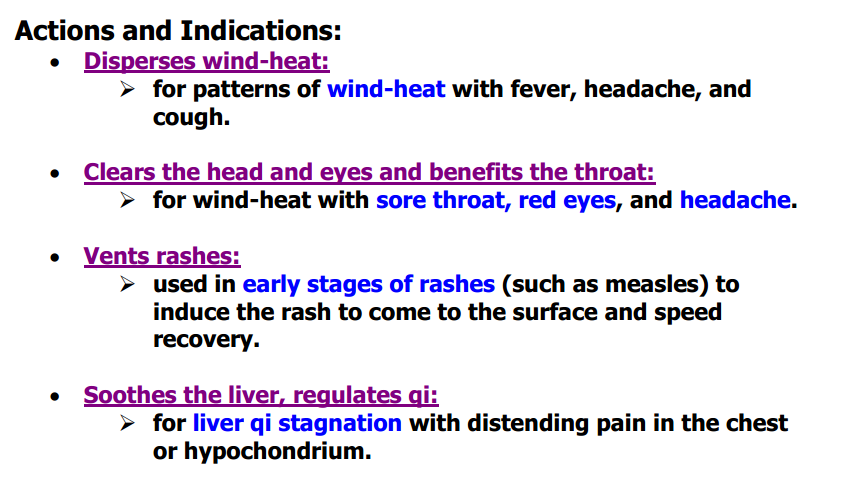 Actions and Indications:
• Disperses wind-heat:
➢ for patterns of wind-heat with fever, headache, and
cough.
• Clears the head and eyes and benefits the throat:
➢ for wind-heat with sore throat, red eyes, and headache.
• Vents rashes:
➢ used in early stages of rashes (such as measles) to
induce the rash to come to the surface and speed
recovery.
• Soothes the liver, regulates qi:
➢ for liver qi stagnation with distending pain in the chest
or hypochondrium.